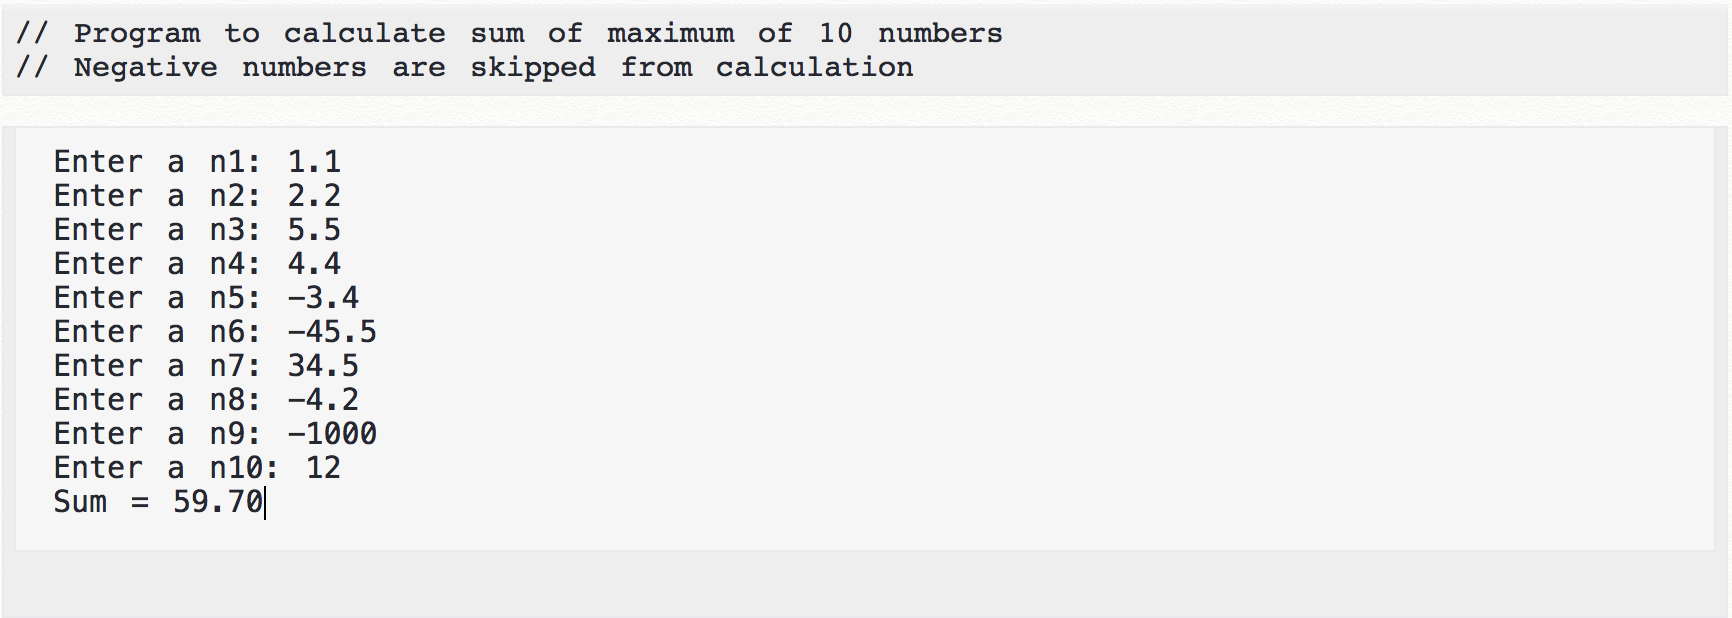 // Program to calculate sum of maximum of 10 numbers
// Negative numbers are skipped from calculation
Enter a n1: 1.1
Enter a n2: 2.2
Enter a n3: 5.5
Enter a n4: 4.4
Enter a n5: -3.4
Enter a n6: -45.5
Enter a n7: 34.5
Enter a n8: -4.2
Enter a n9: -1000
Enter a n10: 12
Sum = 59.70